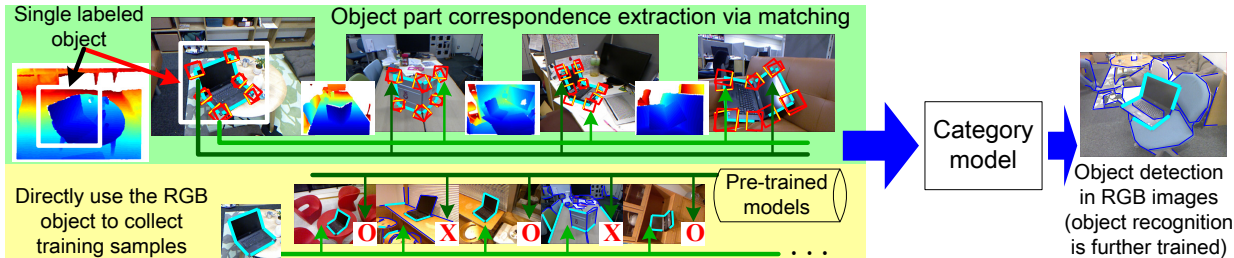 Single labeled
object
Object part correspondence extraction via matching
Directly use the RGB
object to collect
training samples
Pre-trained
models
O
X
O
X
O
. . .
Category
model
Object detection
in RGB images
(object recognition
is further trained)